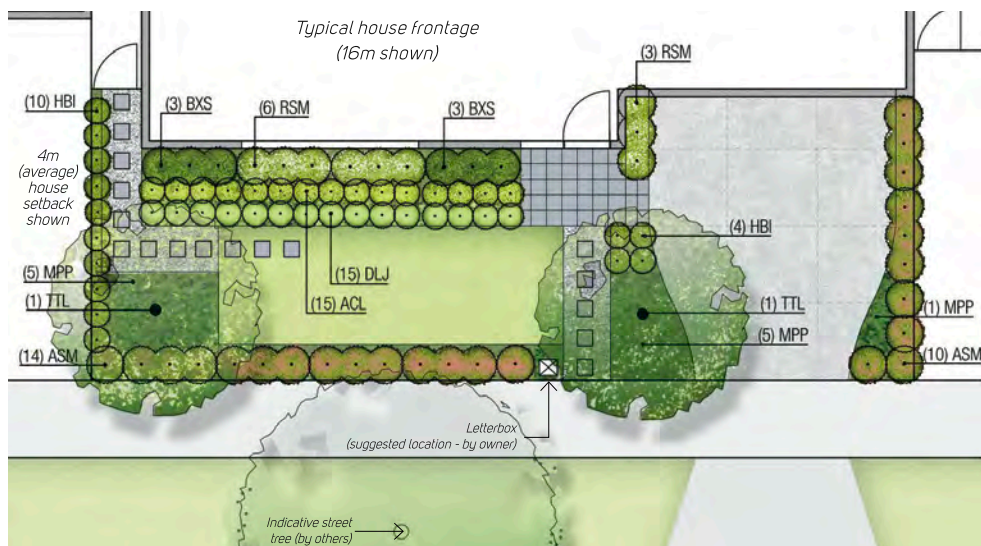 Typical house frontage
(16m shown)
(3) RSM
(10) HBI
(3) BXS
(6) RSM
(3) BXS
4m
(average)
house
setback
shown
(4) HBI
(5) MPP
(15) DLJ
(1) TTL
(15) ACL
(1) TTL
(1) MPP
(5) MPP
(14) ASM
(10) ASM
Letterbox
(suggested location - by owner)
Indicative street
tree (by others)